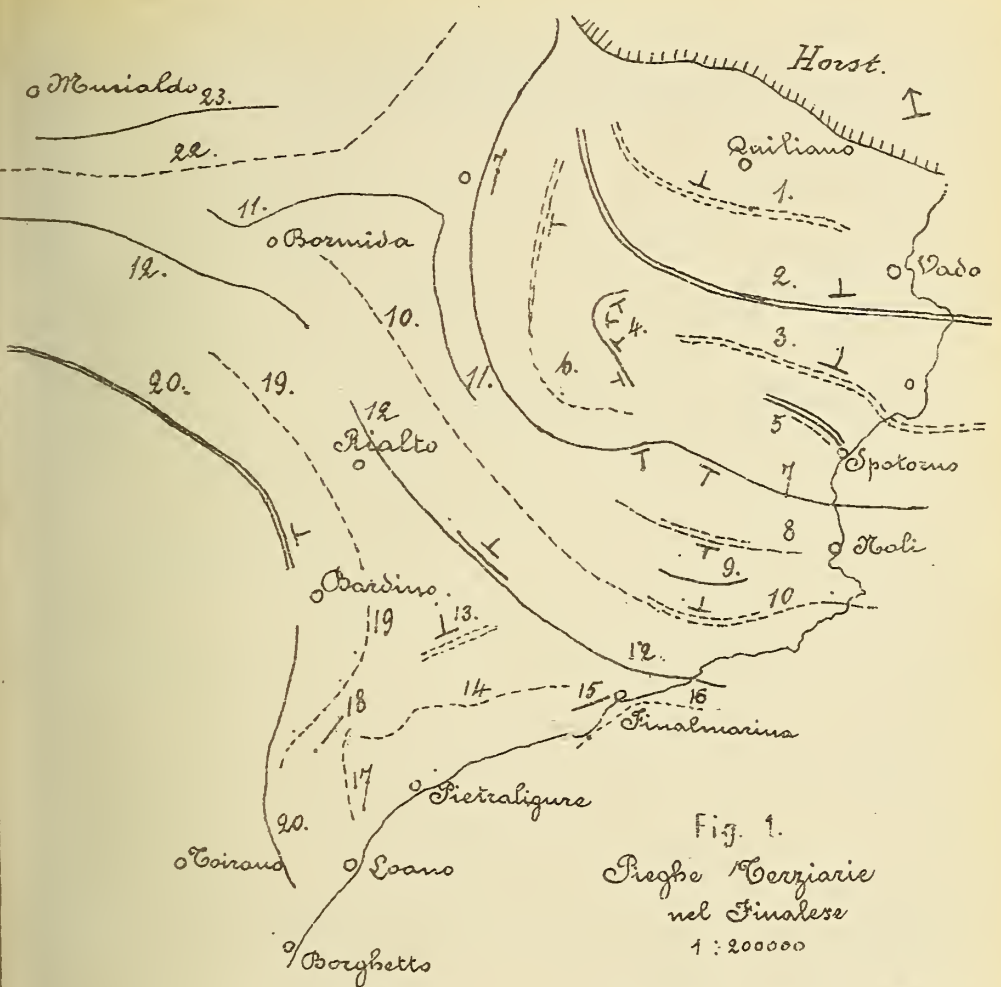 Horst.
Murialdo
23.
Quiliano
22.
1.
11.
Bormida
12.
Vado
2.
10.
3.
4.
6.
20.
19.
11.
12
5
Rialto
Spotorno
7
8
Noli
9.
Bardino.
10
19
13.
12.
14
15
16
18
Finalmarina
17
Pietraligure
20.
Fig. 1.
Toirano
Loano
Pieghe Terziarie
nel Finalese
1 : 200000
Borghetto